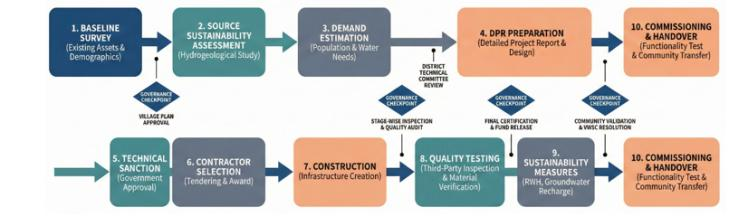 1. BASELINE
SURVEY
(Existing Assets &
Demographics)
2. SOURCE
SUSTAINABILITY
ASSESSMENT
(Hydrogeological Study)
3. DEMAND
ESTIMATION
(Population & Water
Needs)
4. DPR PREPARATION
(Detailed Project Report &
Design)
10. COMMISSIONING
& HANDOVER
(Functionality Test
& Community Transfer)
GOVERNANCE
CHECKPOINT
VILLAGE PLAN
APPROVAL
DISTRICT
TECHNICAL
COMMITTEE
REVIEW
GOVERNANCE
CHECKPOINT
STAGE-WISE INSPECTION
& QUALITY AUDIT
GOVERNANCE
CHECKPOINT
FINAL CERTIFICATION
& FUND RELEASE
GOVERNANCE
CHECKPOINT
COMMUNITY VALIDATION
& VWSC RESOLUTION
5. TECHNICAL
SANCTION
(Government
Approval)
6. CONTRACTOR
SELECTION
(Tendering & Award)
7. CONSTRUCTION
(Infrastructure Creation)
8. QUALITY TESTING
(Third-Party Inspection
& Material
Verification)
9.
SUSTAINABILITY
MEASURES
(RWH, Groundwater
Recharge)
10. COMMISSIONING
& HANDOVER
(Functionality Test &
Community Transfer)